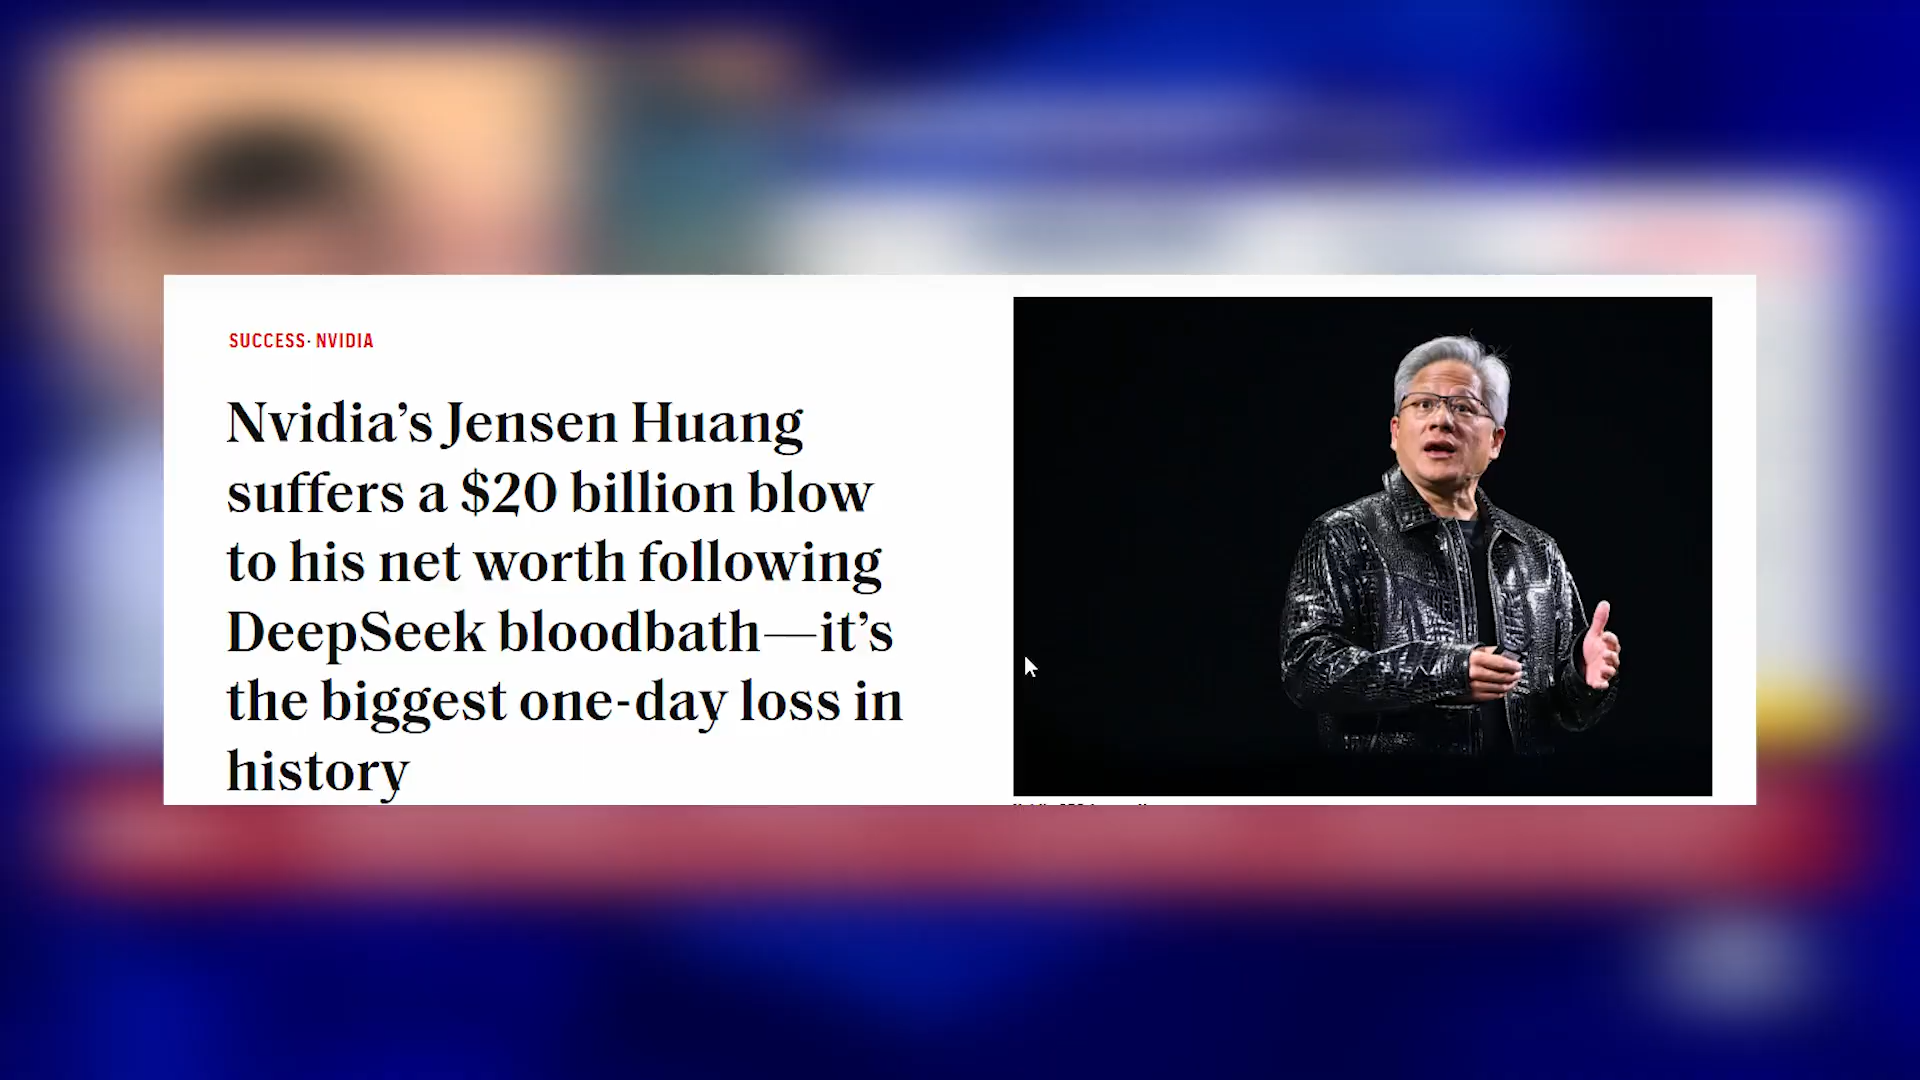 SUCCESS· NVIDIA
Nvidia’s Jensen Huang
suffers a $20 billion blow
to his net worth following
DeepSeek bloodbath—it’s
the biggest one-day loss in
history